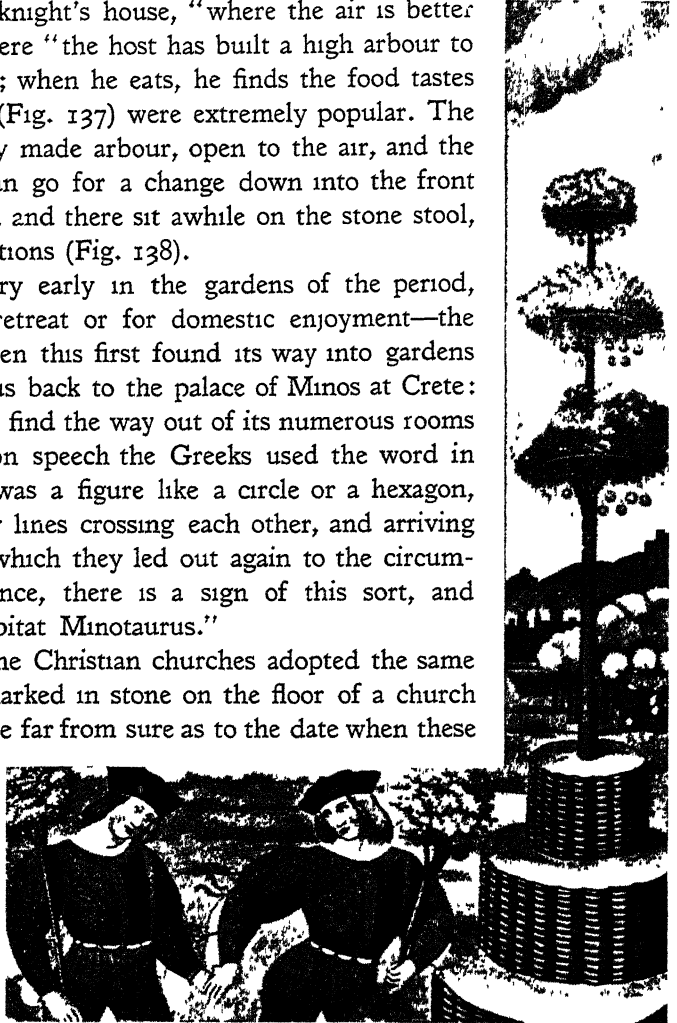 knight's house, "where the air is better
ere "the host has built a high arbour to
; when he eats, he finds the food tastes
(Fig. 137) were extremely popular. The
y made arbour, open to the air, and the
an go for a change down into the front
, and there sit awhile on the stone stool,
tions (Fig. 138).
ry early in the gardens of the period,
retreat or for domestic enjoyment—the
en this first found its way into gardens
us back to the palace of Minos at Crete:
find the way out of its numerous rooms
on speech the Greeks used the word in
was a figure like a circle or a hexagon,
r lines crossing each other, and arriving
which they led out again to the circum-
nce, there is a sign of this sort, and
bitat Minotaurus."
he Christian churches adopted the same
arked in stone on the floor of a church
e far from sure as to the date when these